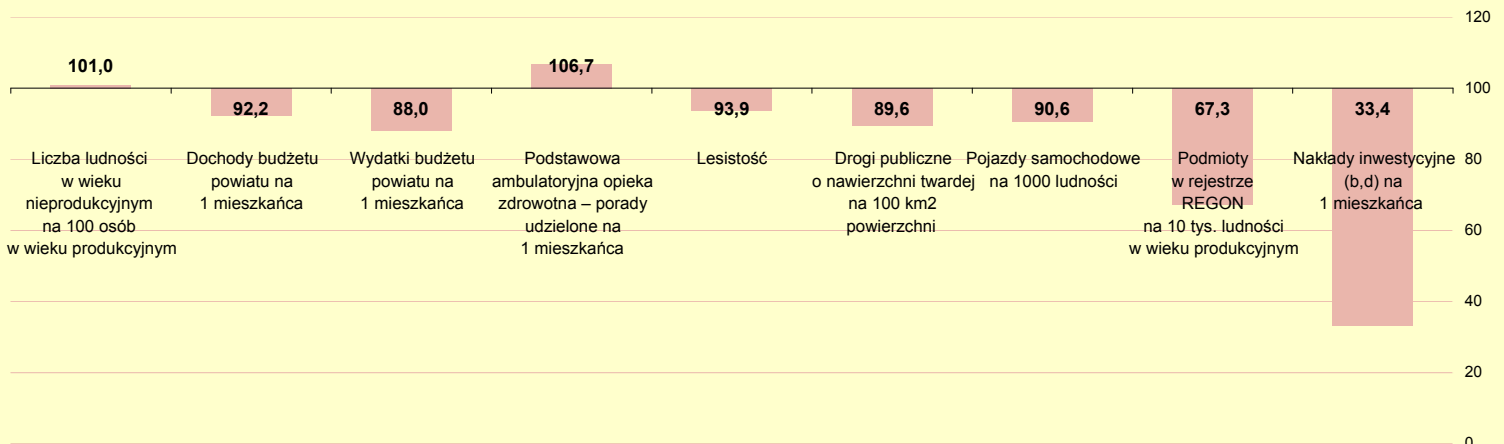 120
101,0
106,7
100
92,2
88,0
93,9
89,6
90,6
67,3
33,4
Liczba ludności
w wieku
nieprodukcyjnym
na 100 osób
w wieku produkcyjnym
Dochody budżetu
powiatu na
1 mieszkańca
Wydatki budżetu
powiatu na
1 mieszkańca
Podstawowa
ambulatoryjna opieka
zdrowotna – porady
udzielone na
1 mieszkańca
Lesistość
Drogi publiczne
o nawierzchni twardej
na 100 km2
powierzchni
Pojazdy samochodowe
na 1000 ludności
Podmioty
w rejestrze
REGON
na 10 tys. ludności
w wieku produkcyjnym
Nakłady inwestycyjne
(b,d) na
1 mieszkańca
80
60
40
20
0